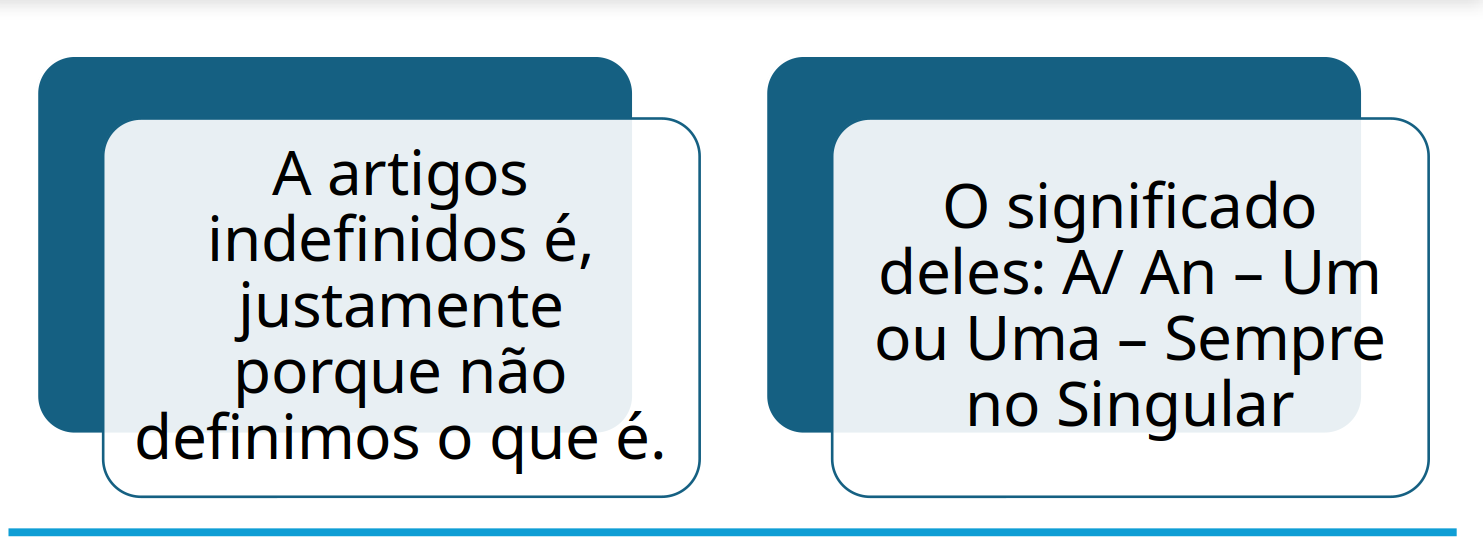 A artigos
indefinidos é,
justamente
porque não
definimos o que é.
O significado
deles: A/ An – Um
ou Uma – Sempre
no Singular